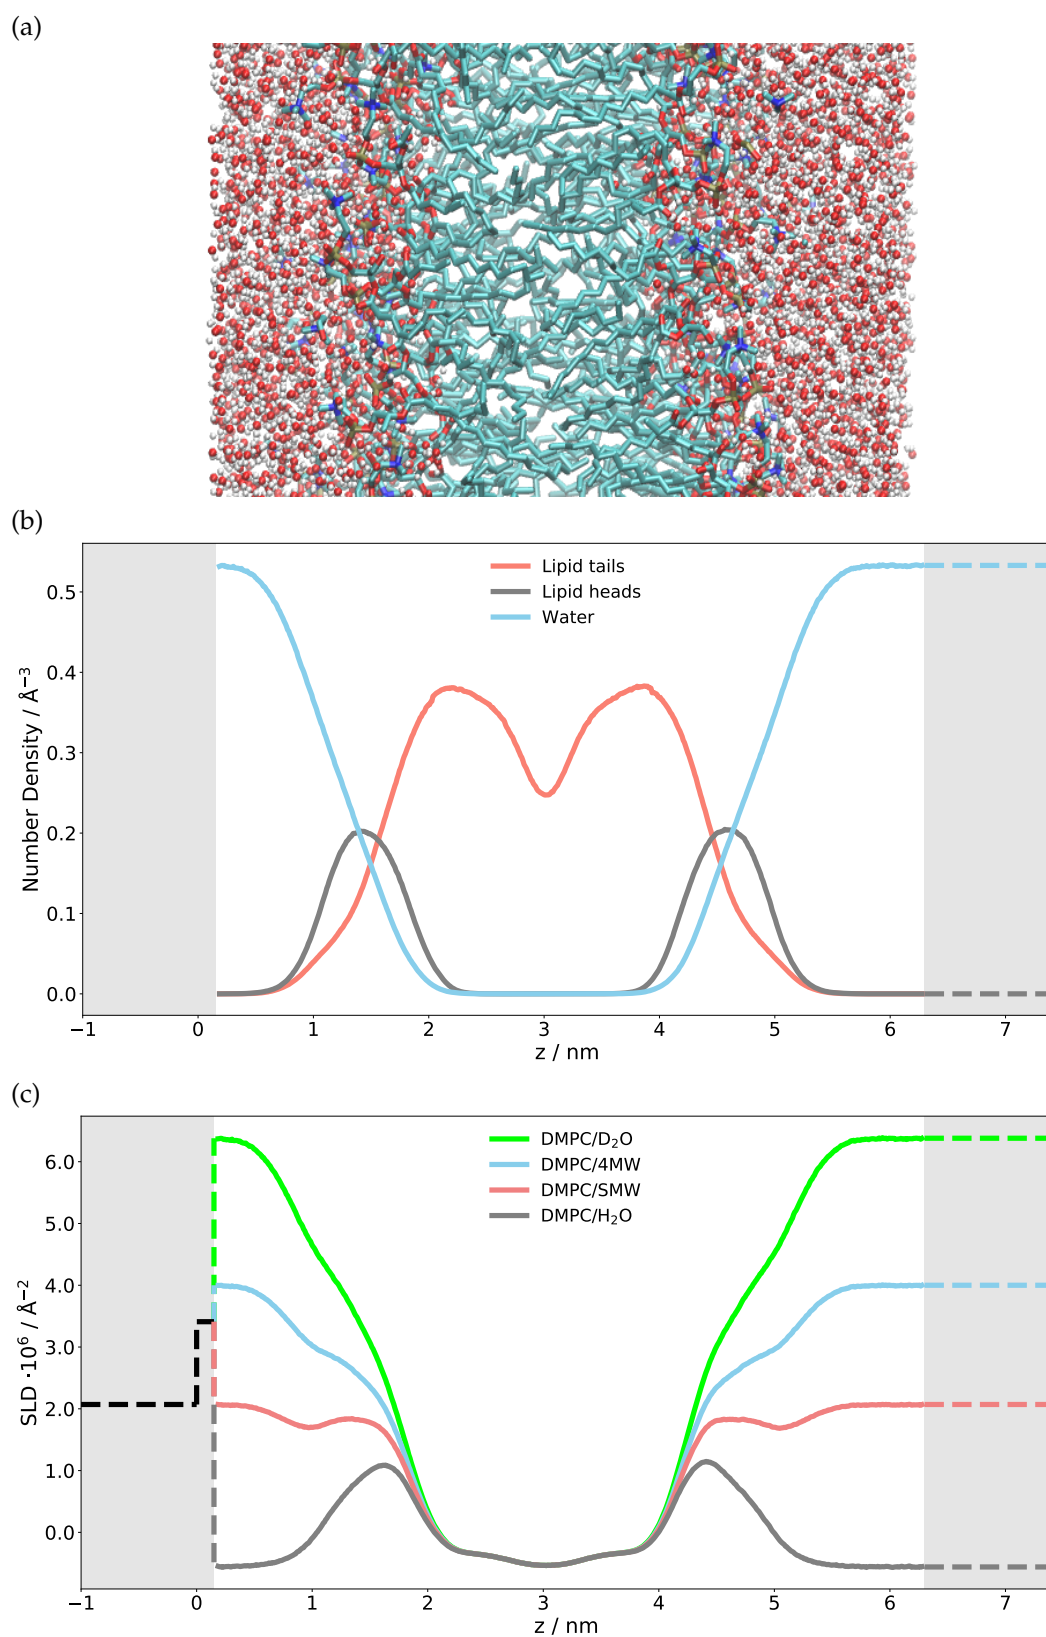 (a)
(b)
Lipid tails
Lipid heads
Water
Number Density / Å⁻³
0.5
0.4
0.3
0.2
0.1
0.0
−1 0 1 2 3 4 5 6 7
z / nm
(c)
DMPC/D₂O
DMPC/4MW
DMPC/SMW
DMPC/H₂O
SLD ·10⁶ / Å⁻²
6.0
5.0
4.0
3.0
2.0
1.0
0.0
−1 0 1 2 3 4 5 6 7
z / nm